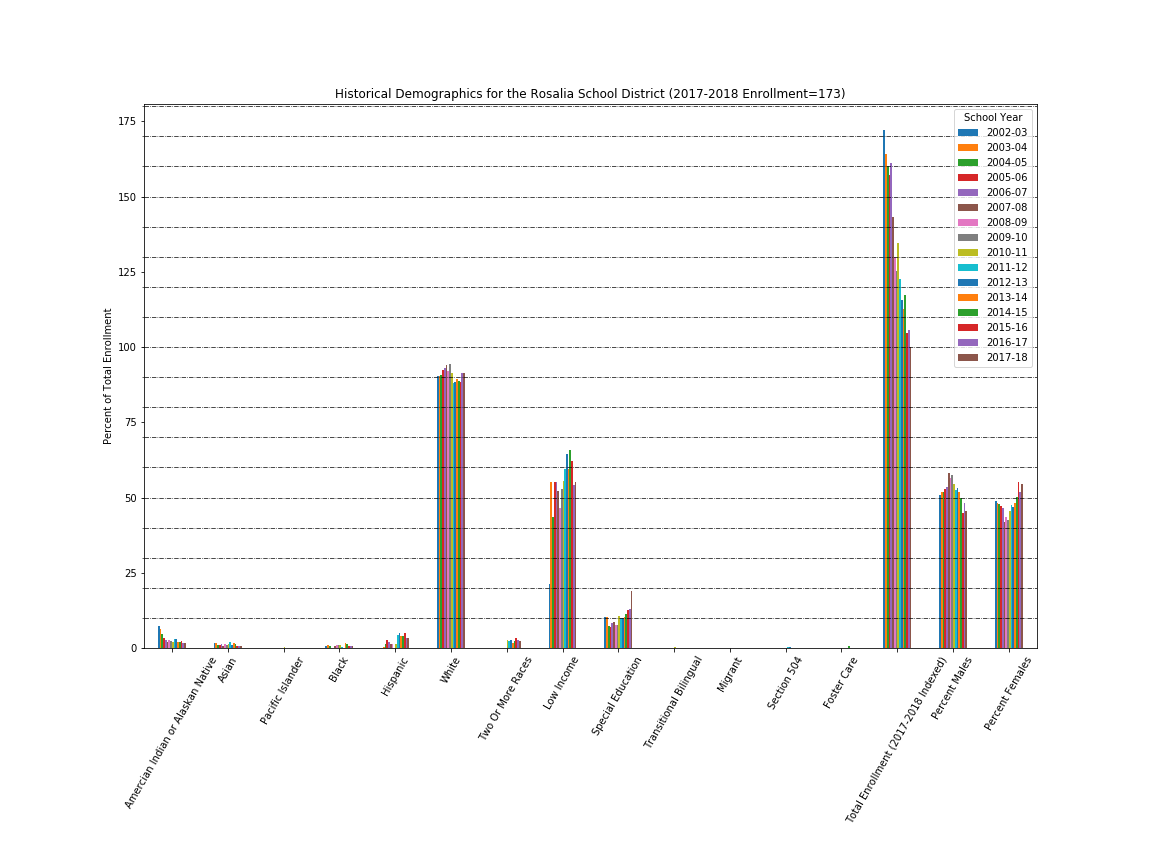 Historical Demographics for the Rosalia School District (2017-2018 Enrollment=173)
Percent of Total Enrollment
175
150
125
100
75
50
25
0
School Year
2002-03
2003-04
2004-05
2005-06
2006-07
2007-08
2008-09
2009-10
2010-11
2011-12
2012-13
2013-14
2014-15
2015-16
2016-17
2017-18
Amercian Indian or Alaskan Native
Asian
Pacific Islander
Black
Hispanic
White
Two Or More Races
Low Income
Special Education
Transitional Bilingual
Migrant
Section 504
Foster Care
Total Enrollment (2017-2018 Indexed)
Percent Males
Percent Females